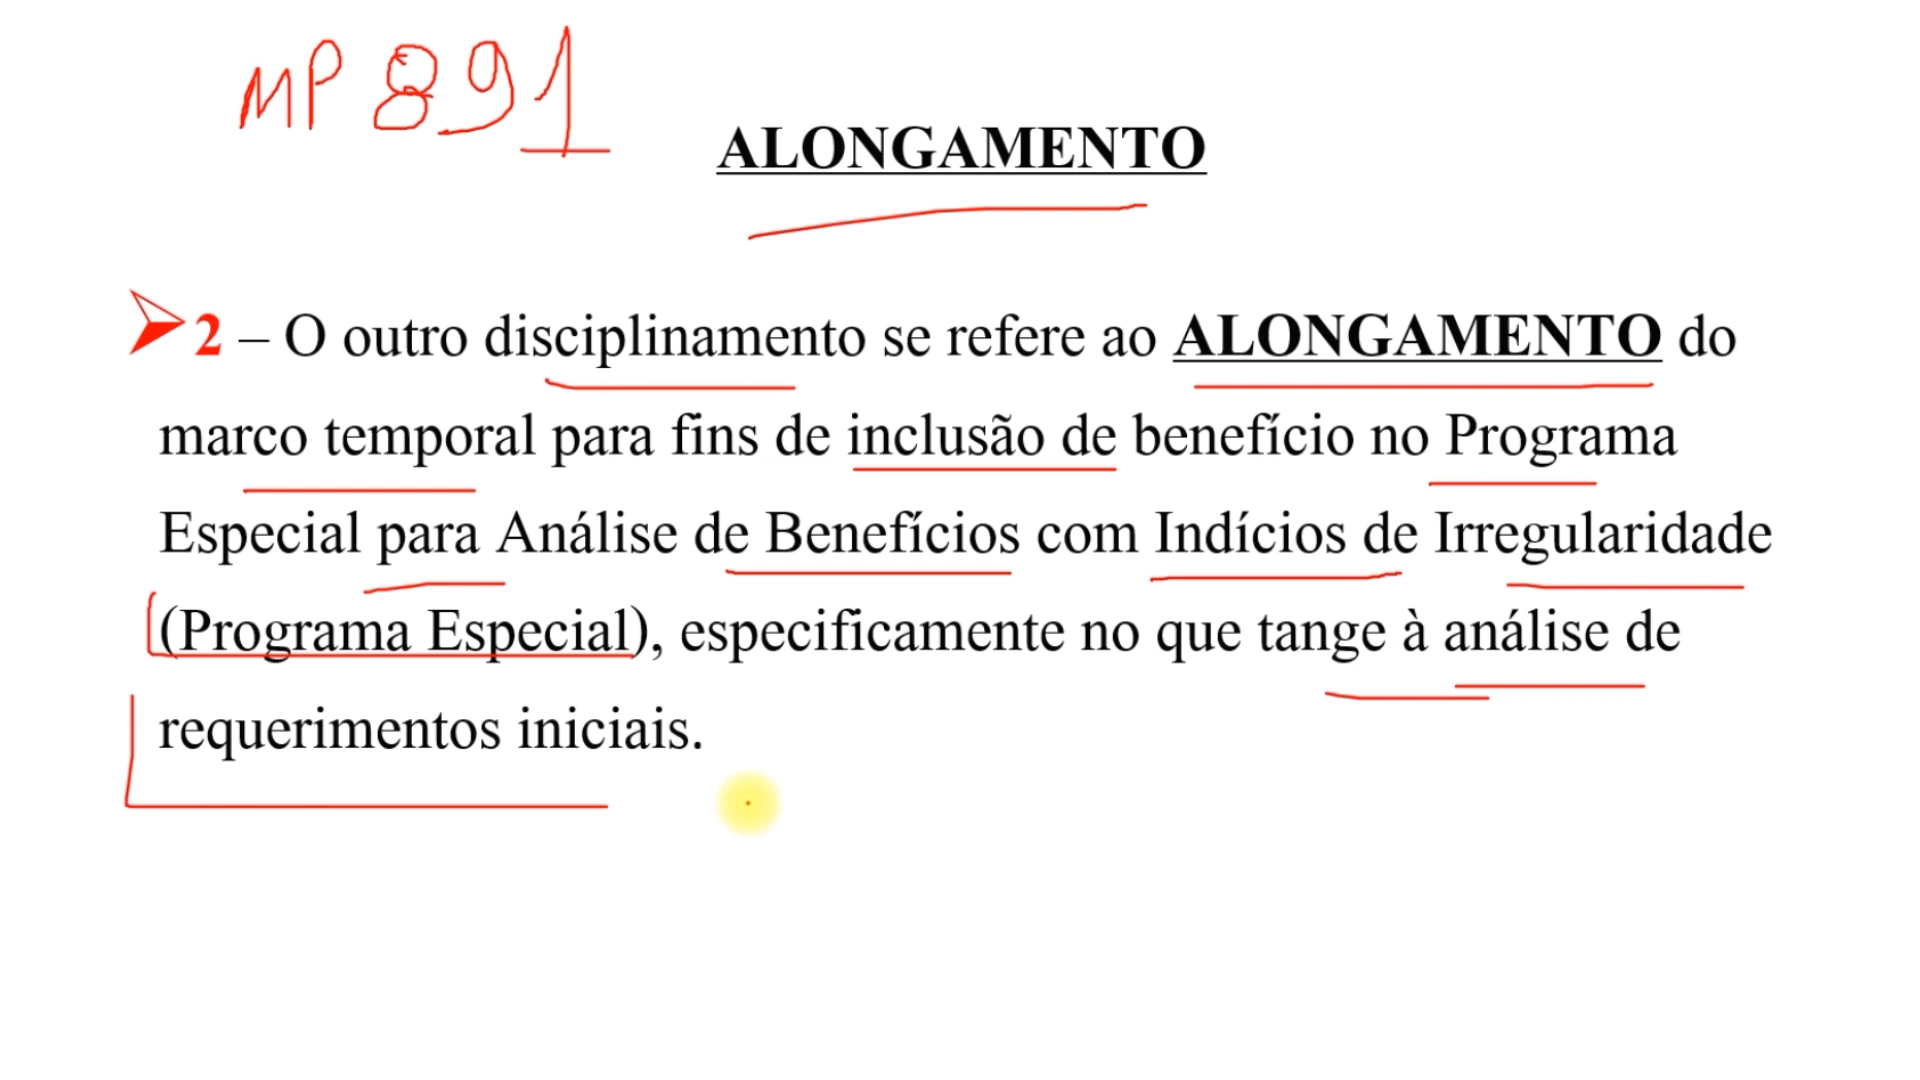 MP 891
ALONGAMENTO
2 – O outro disciplinamento se refere ao ALONGAMENTO do
marco temporal para fins de inclusão de benefício no Programa
Especial para Análise de Benefícios com Indícios de Irregularidade
(Programa Especial), especificamente no que tange à análise de
requerimentos iniciais.